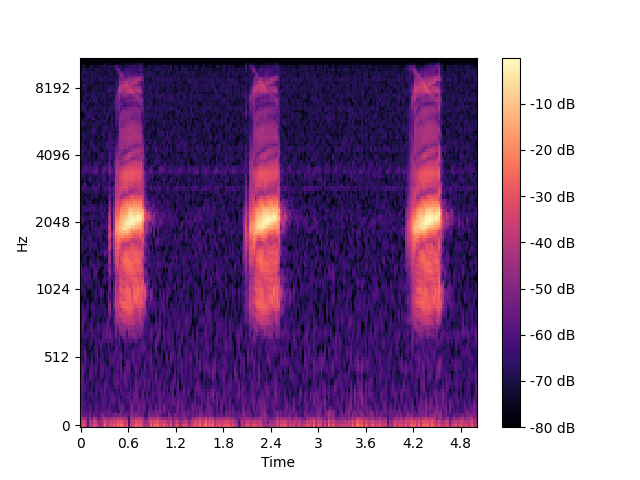 8192
4096
2048
1024
512
0
Hz
0 0.6 1.2 1.8 2.4 3 3.6 4.2 4.8
Time
-10 dB
-20 dB
-30 dB
-40 dB
-50 dB
-60 dB
-70 dB
-80 dB